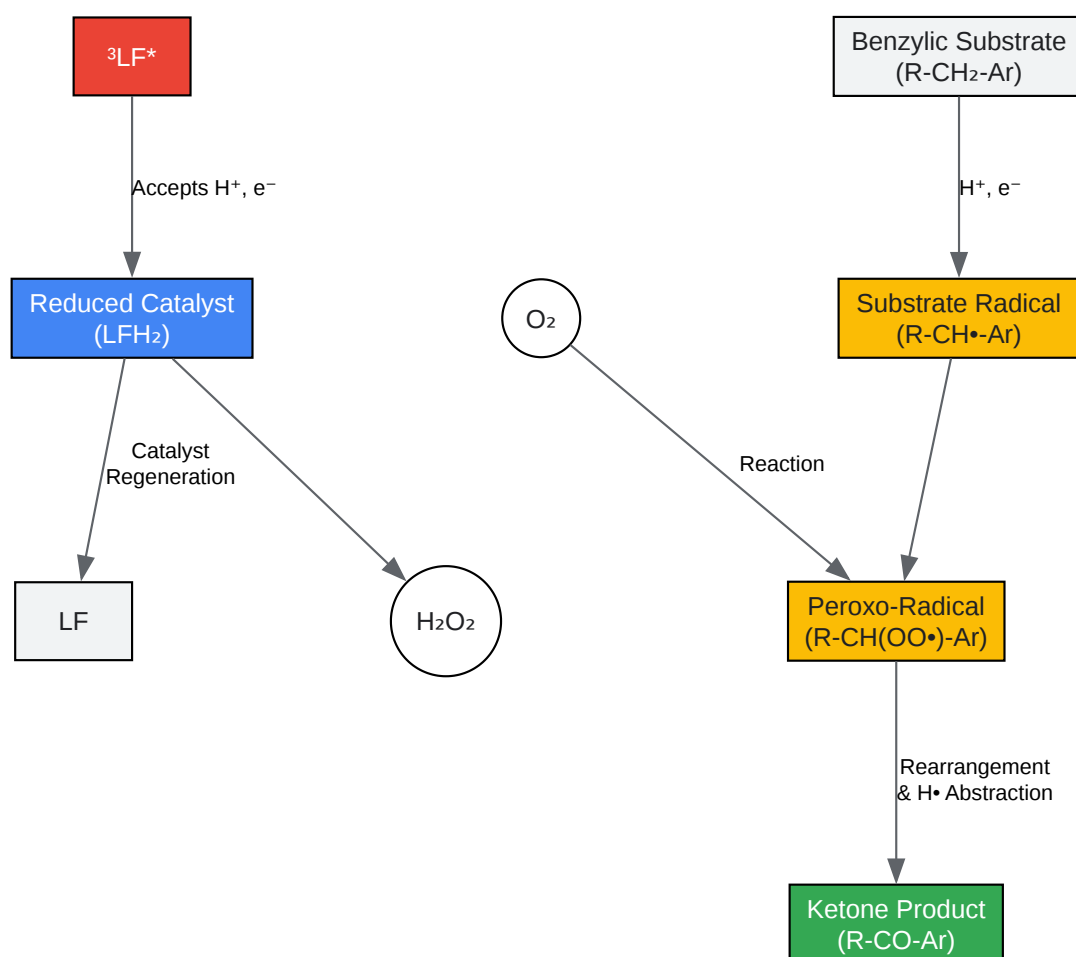 ³LF*
Benzylic Substrate
(R-CH₂-Ar)
Accepts H⁺, e⁻
H⁺, e⁻
Reduced Catalyst
(LFH₂)
O₂
Substrate Radical
(R-CH•-Ar)
Catalyst
Regeneration
Reaction
LF
H₂O₂
Peroxo-Radical
(R-CH(OO•)-Ar)
Rearrangement
& H• Abstraction
Ketone Product
(R-CO-Ar)